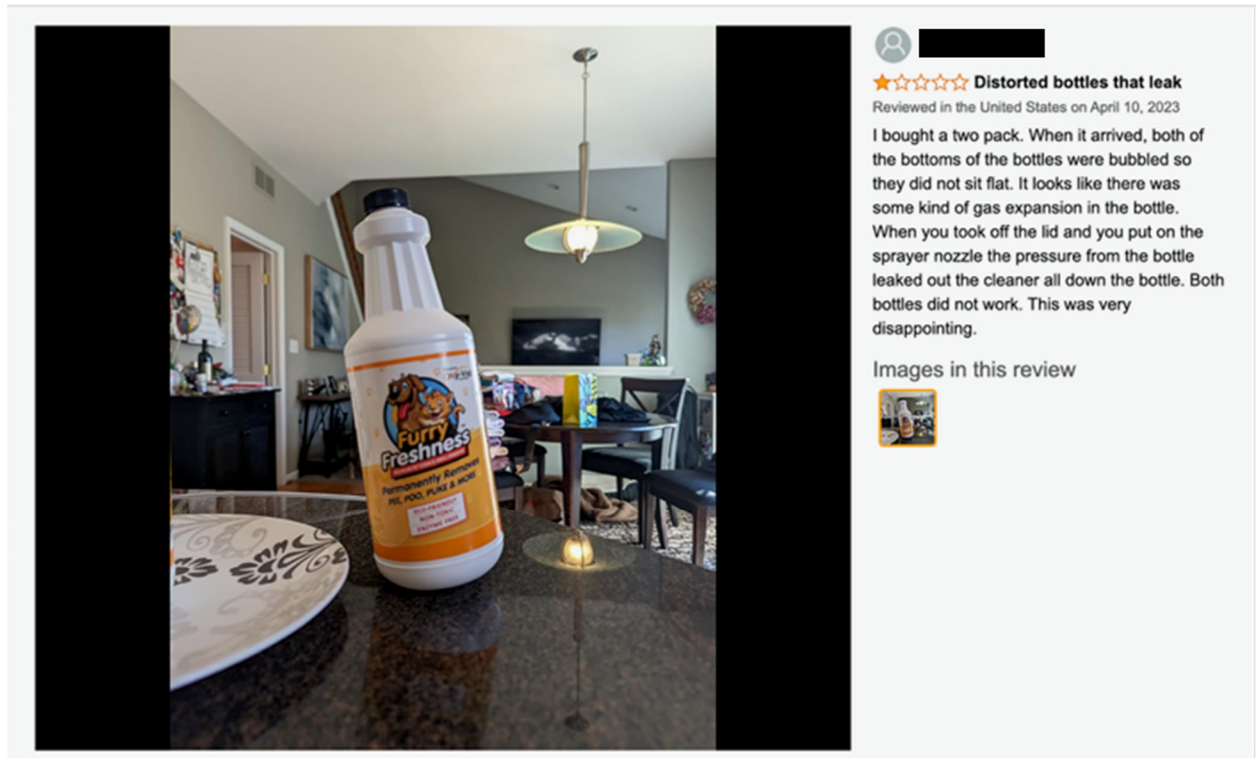 Distorted bottles that leak
Reviewed in the United States on April 10, 2023
I bought a two pack. When it arrived, both of
the bottoms of the bottles were bubbled so
they did not sit flat. It looks like there was
some kind of gas expansion in the bottle.
When you took off the lid and you put on the
sprayer nozzle the pressure from the bottle
leaked out the cleaner all down the bottle. Both
bottles did not work. This was very
disappointing.
Images in this review
Furry
Freshness
Permanently Removes
PEE, POO, PUKE & MORE
ECO-FRIENDLY
NON-TOXIC
ENZYME FREE